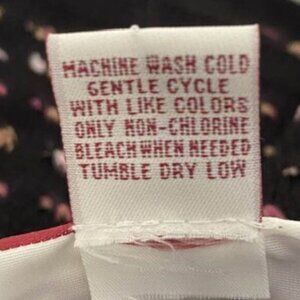 MACHINE WASH COLD
GENTLE CYCLE
WITH LIKE COLORS
ONLY NON-CHLORINE
BLEACH WHEN NEEDED
TUMBLE DRY LOW